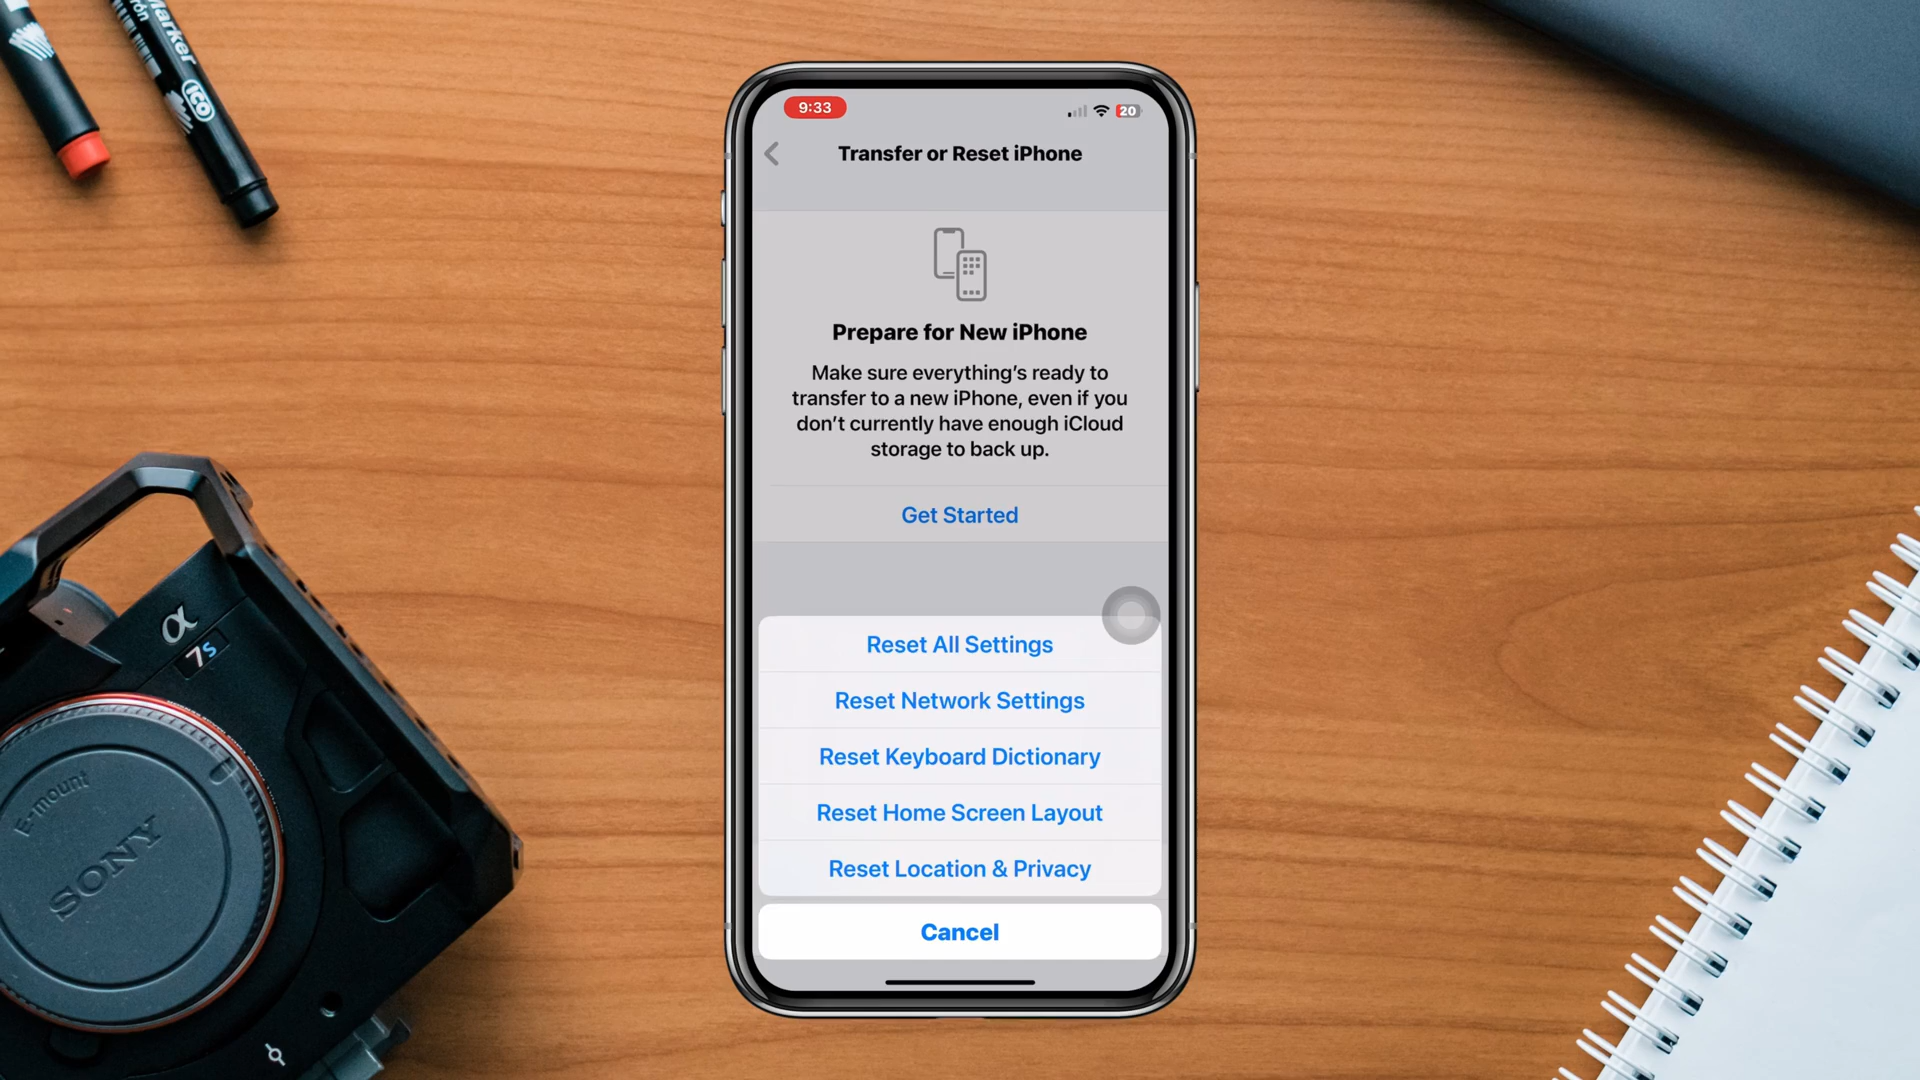 Marker
ICO
9:33
20
Transfer or Reset iPhone
Prepare for New iPhone
Make sure everything’s ready to
transfer to a new iPhone, even if you
don’t currently have enough iCloud
storage to back up.
Get Started
Reset All Settings
Reset Network Settings
Reset Keyboard Dictionary
Reset Home Screen Layout
Reset Location & Privacy
Cancel
α
7S
E-mount
SONY